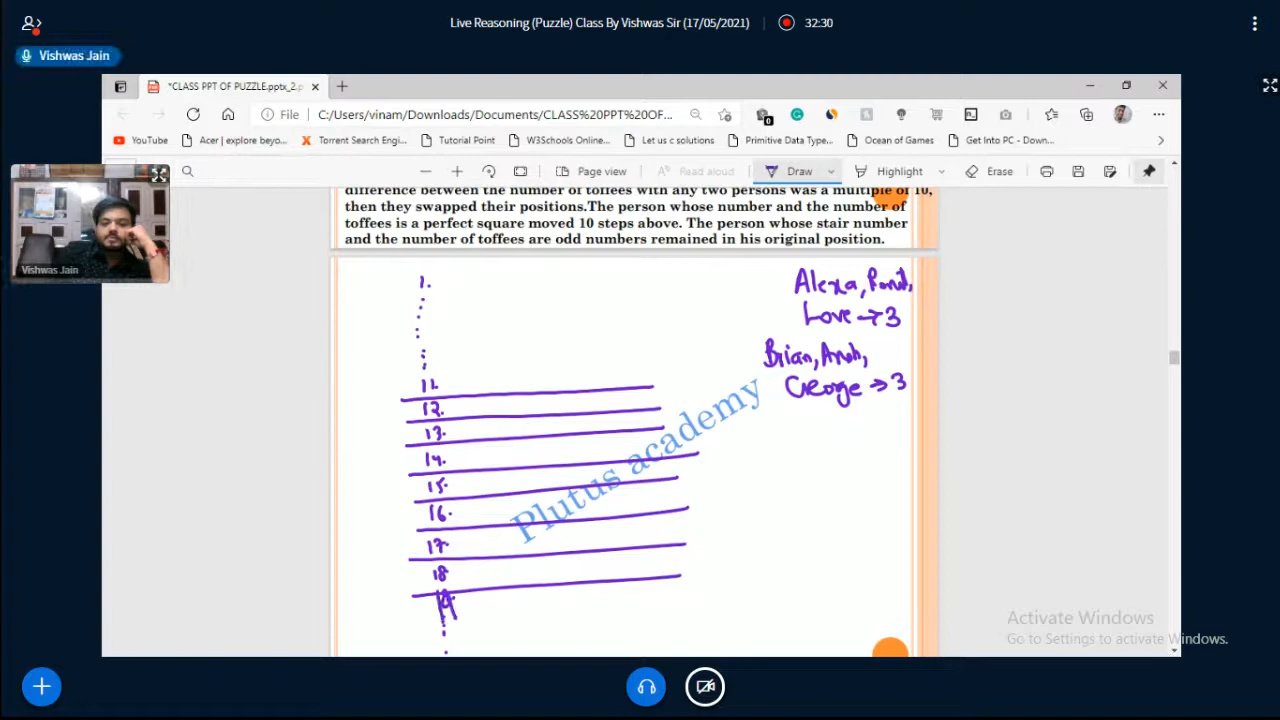 Live Reasoning (Puzzle) Class By Vishwas Sir (17/05/2021) 32:30
Vishwas Jain
*CLASS PPT OF PUZZLE.pptx_2.p
File C:/Users/vinam/Downloads/Documents/CLASS%20PPT%20OF...
YouTube Acer | explore beyo... Torrent Search Engi... Tutorial Point W3Schools Online... Let us c solutions Primitive Data Type... Ocean of Games Get Into PC - Down...
Page view Read aloud Draw Highlight Erase
difference between the number of toffees with any two persons was a multiple of 10,
then they swapped their positions.The person whose number and the number of
toffees is a perfect square moved 10 steps above. The person whose stair number
and the number of toffees are odd numbers remained in his original position.
Vishwas Jain
1.
Alexa,
Love → 3
Brian,
George → 3
11.
12.
13.
14.
15.
16.
17.
18
Plutus academy
Activate Windows
Go to Settings to activate Windows.